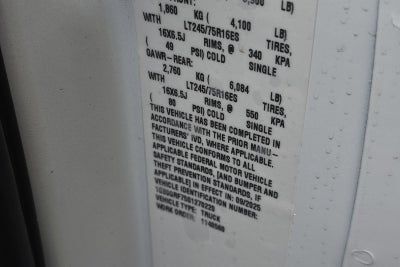 1,860 KG ( 4,100 LB)
WITH LT245/75R16ES TIRES,
16X6.5J RIMS, @ 340 KPA
( 49 PSI) COLD SINGLE
GAWR-REAR:
2,760 KG ( 6,084 LB)
WITH LT245/75R16ES TIRES,
16X6.5J RIMS, @ 550 KPA
( 80 PSI) COLD SINGLE
THIS VEHICLE HAS BEEN COMPLETED IN
ACCORDANCE WITH THE PRIOR MANU-
FACTURERS' IVD, WHERE APPLICABLE.
THIS VEHICLE CONFORMS TO ALL
APPLICABLE FEDERAL MOTOR VEHICLE
SAFETY STANDARDS, [AND BUMPER AND
THEFT PREVENTION STANDARDS, IF
APPLICABLE] IN EFFECT IN: 09/2025
VEHICLE IDENTIFICATION NUMBER:
VEHICLE TYPE: TRUCK
WORK ORDER: